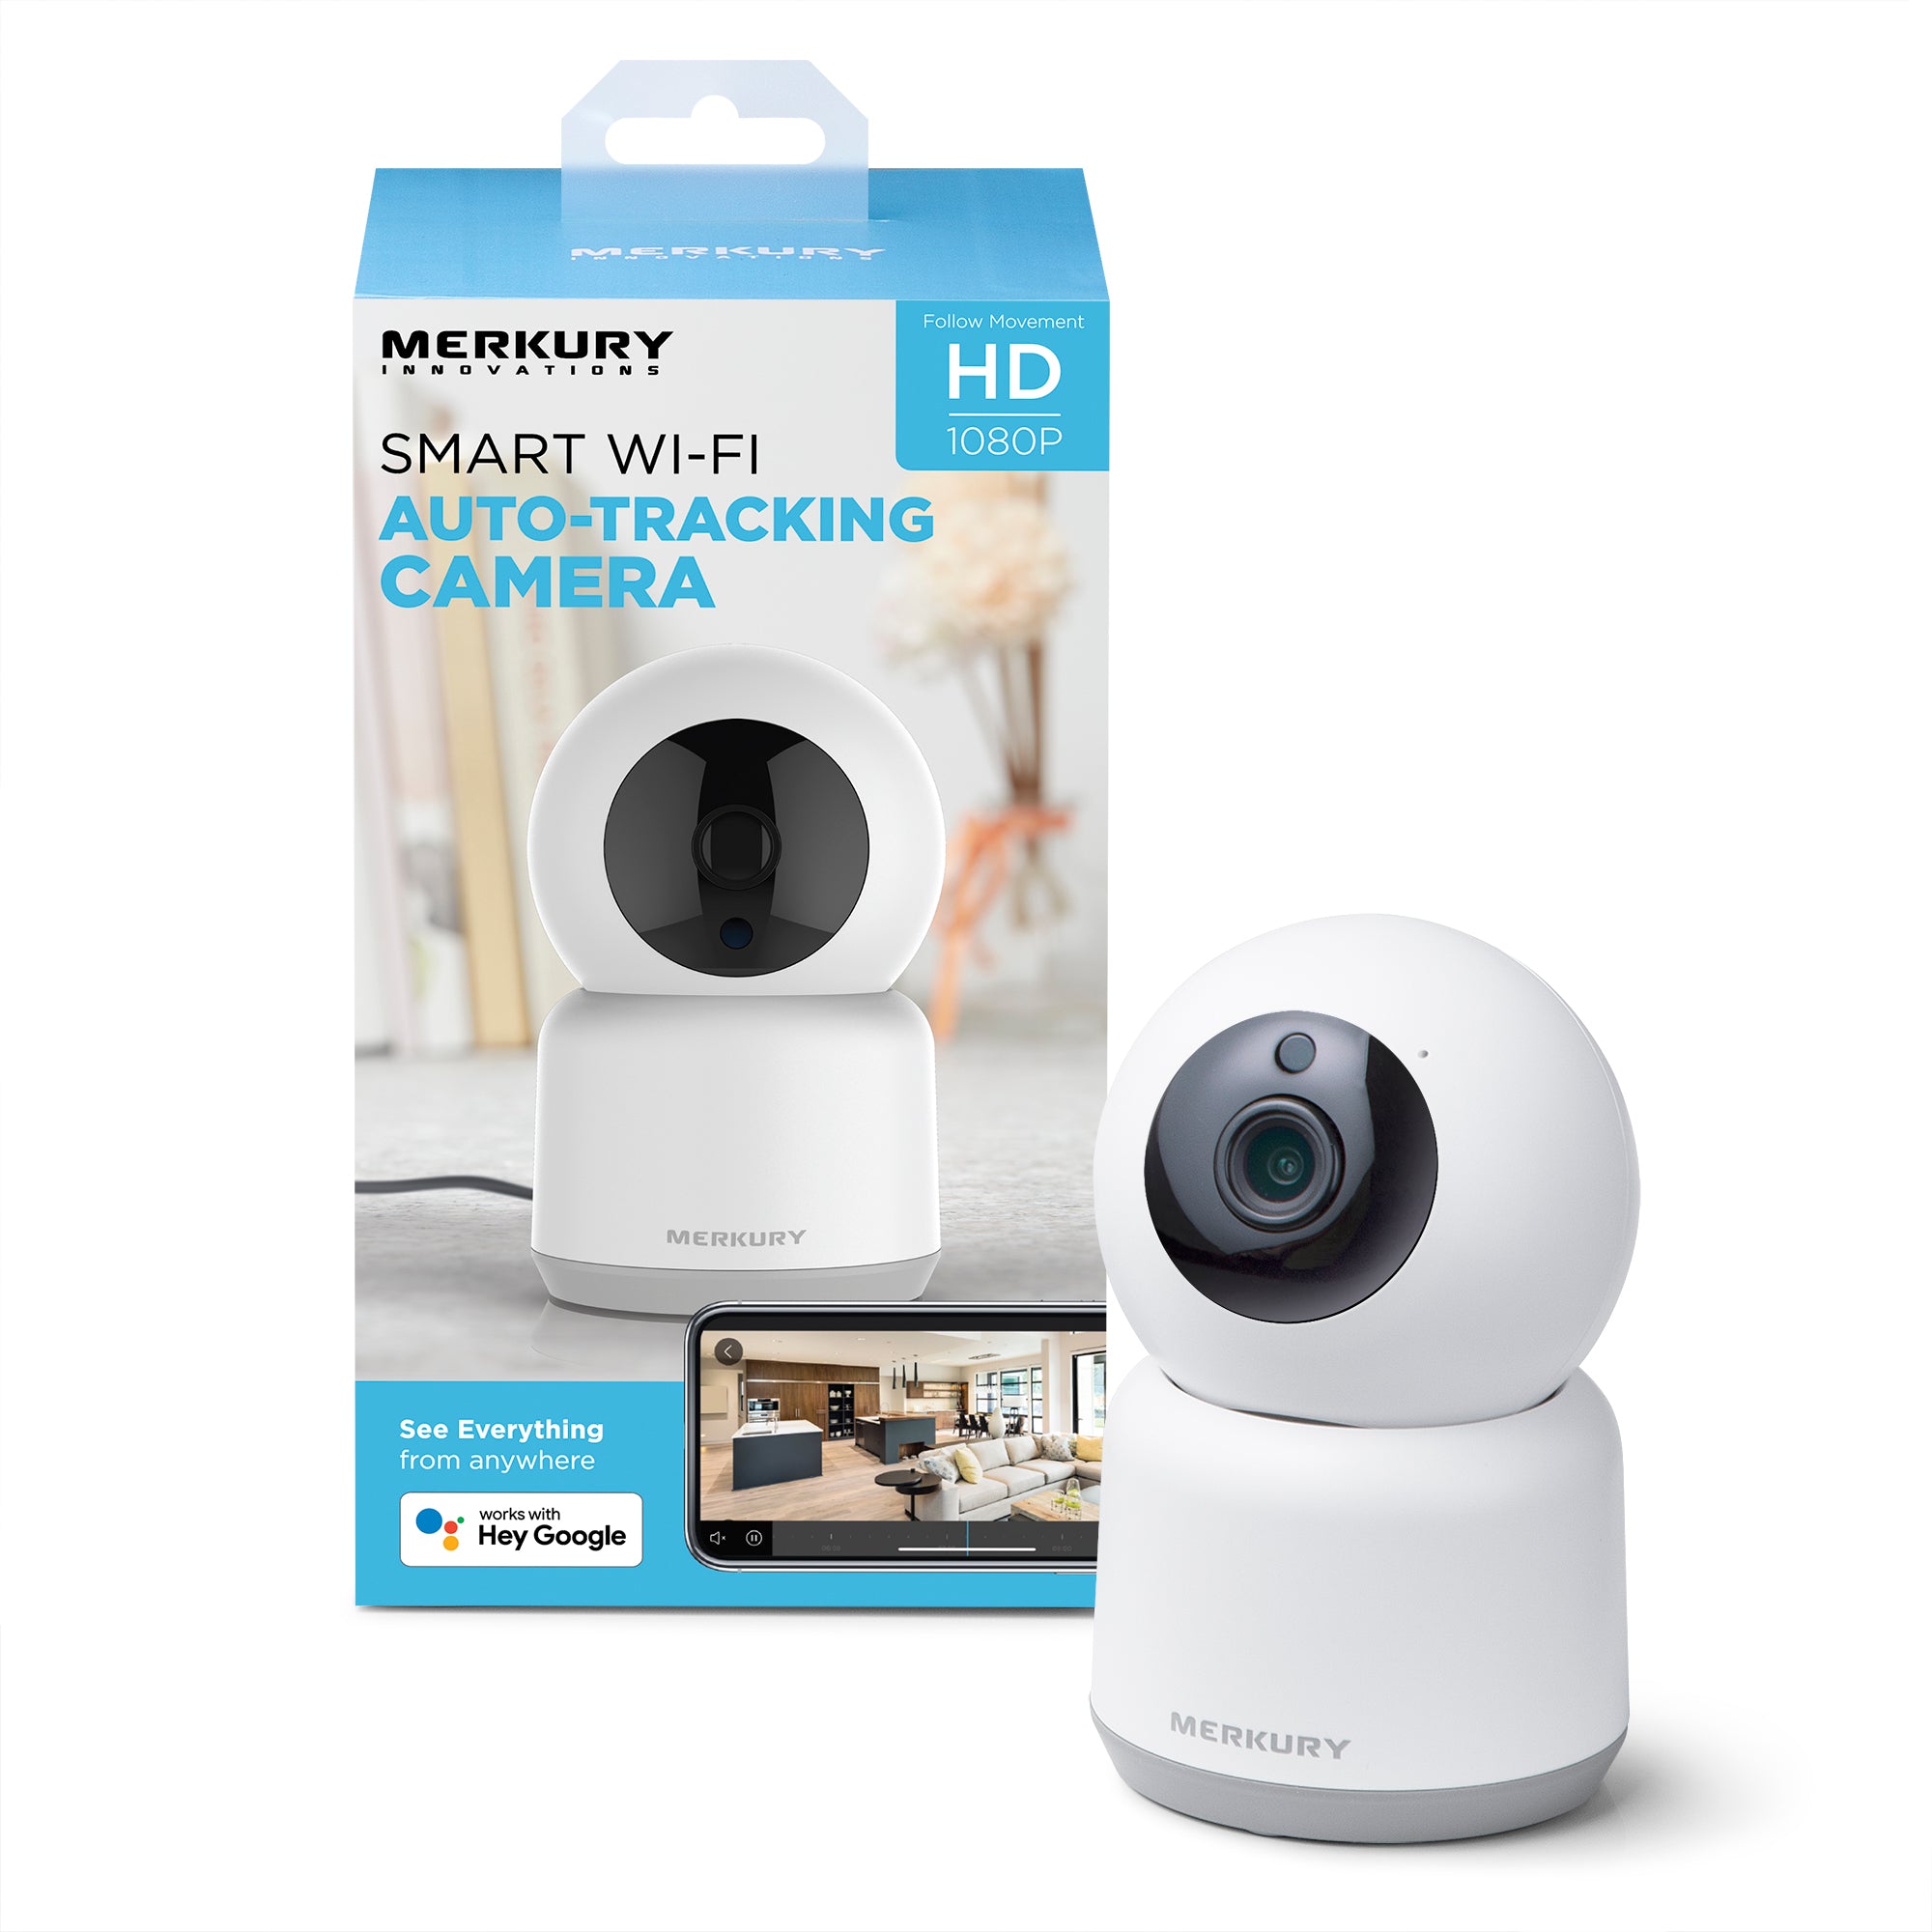 MERKURY
INNOVATIONS
MERKURY
INNOVATIONS
Follow Movement
HD
1080P
SMART WI-FI
AUTO-TRACKING
CAMERA
MERKURY
See Everything
from anywhere
works with
Hey Google
MERKURY